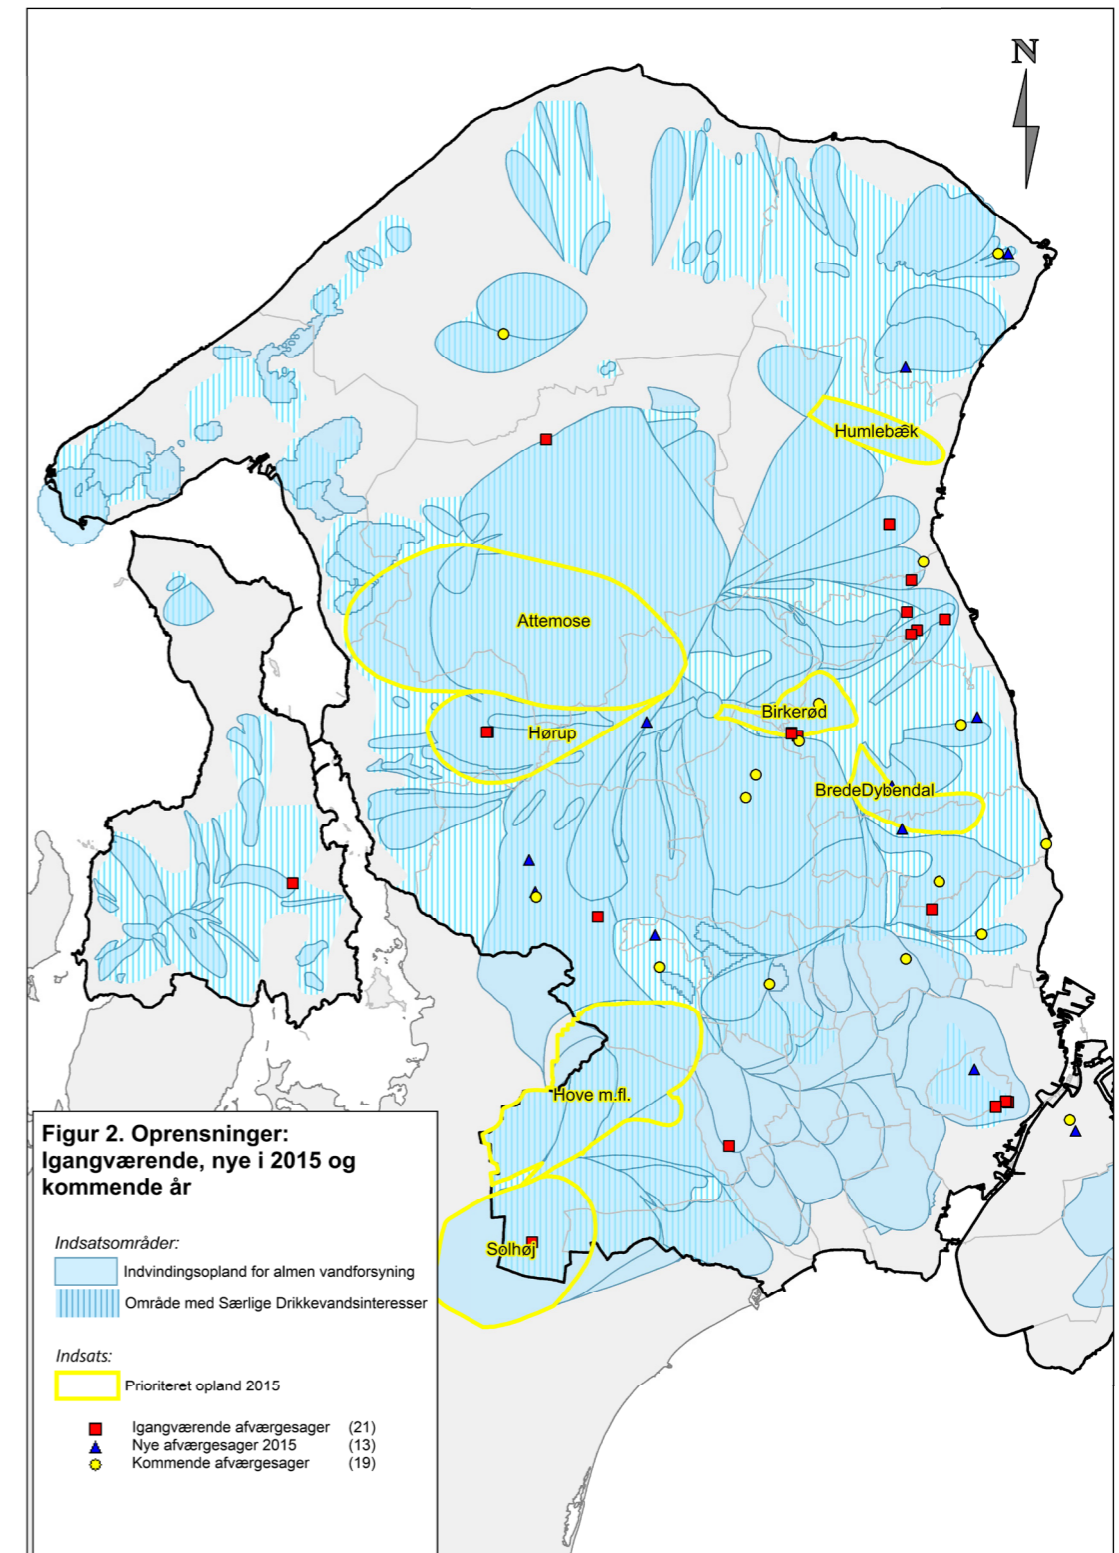 N
Humlebæk
Attemose
Birkerød
Hørup
BredeDybendal
Hove m.fl.
Solhøj
Figur 2. Oprensninger:
Igangværende, nye i 2015 og
kommende år
Indsatsområder:
Indvindingsopland for almen vandforsyning
Område med Særlige Drikkevandsinteresser
Indsats:
Prioriteret opland 2015
Igangværende afværgesager (21)
Nye afværgesager 2015 (13)
Kommende afværgesager (19)